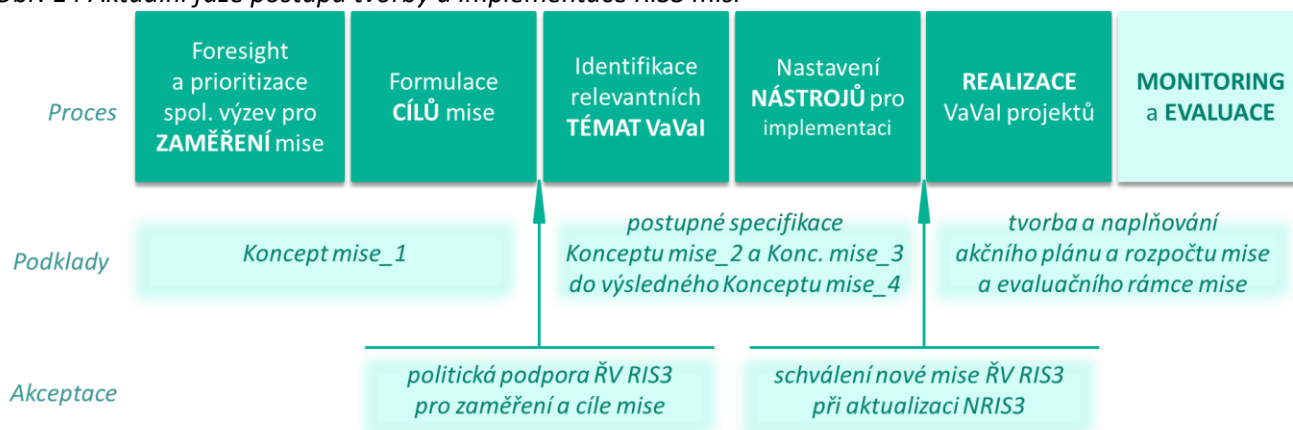 Proces
Foresight
a prioritizace
spol. výzev pro
ZAMĚŘENÍ mise
Formulace
CÍLŮ mise
Identifikace
relevantních
TÉMAT VaVaI
Nastavení
NÁSTROJŮ pro
implementaci
REALIZACE
VaVaI projektů
MONITORING
a EVALUACE
Podklady
Koncept mise_1
postupné specifikace
Konceptu mise_2 a Konc. mise_3
do výsledného Konceptu mise_4
tvorba a naplňování
akčního plánu a rozpočtu mise
a evaluačního rámce mise
Akceptace
politická podpora ŘV RIS3
pro zaměření a cíle mise
schválení nové mise ŘV RIS3
při aktualizaci NRIS3